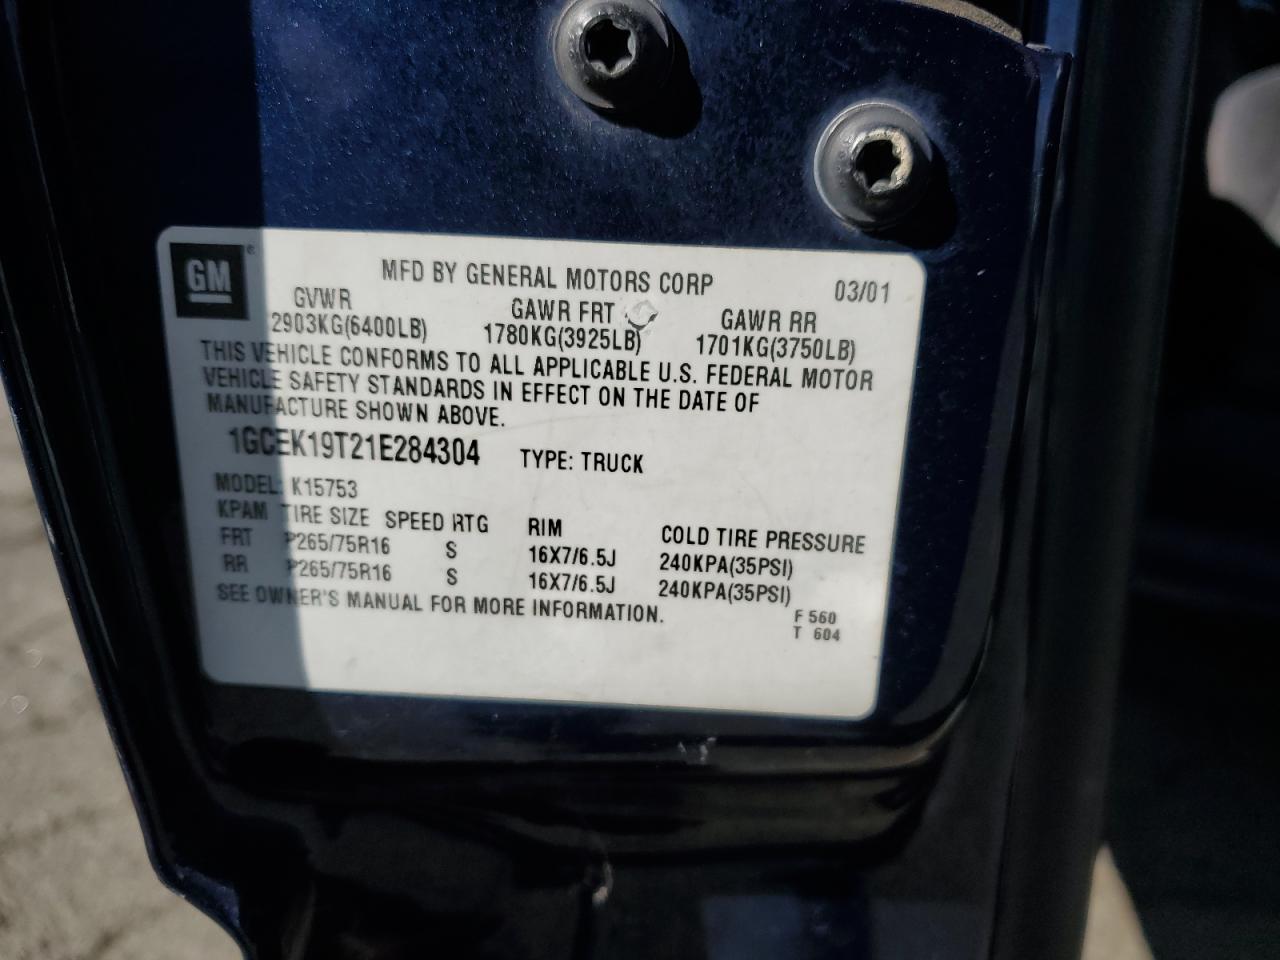 GM ®
MFD BY GENERAL MOTORS CORP 03/01
GVWR GAWR FRT GAWR RR
2903KG(6400LB) 1780KG(3925LB) 1701KG(3750LB)
THIS VEHICLE CONFORMS TO ALL APPLICABLE U.S. FEDERAL MOTOR
VEHICLE SAFETY STANDARDS IN EFFECT ON THE DATE OF
MANUFACTURE SHOWN ABOVE.
1GCEK19T21E284304 TYPE: TRUCK
MODEL: K15753
KPAM TIRE SIZE SPEED RTG RIM COLD TIRE PRESSURE
FRT P265/75R16 S 16X7/6.5J 240KPA(35PSI)
RR P265/75R16 S 16X7/6.5J 240KPA(35PSI)
SEE OWNER'S MANUAL FOR MORE INFORMATION.
F 560
T 604